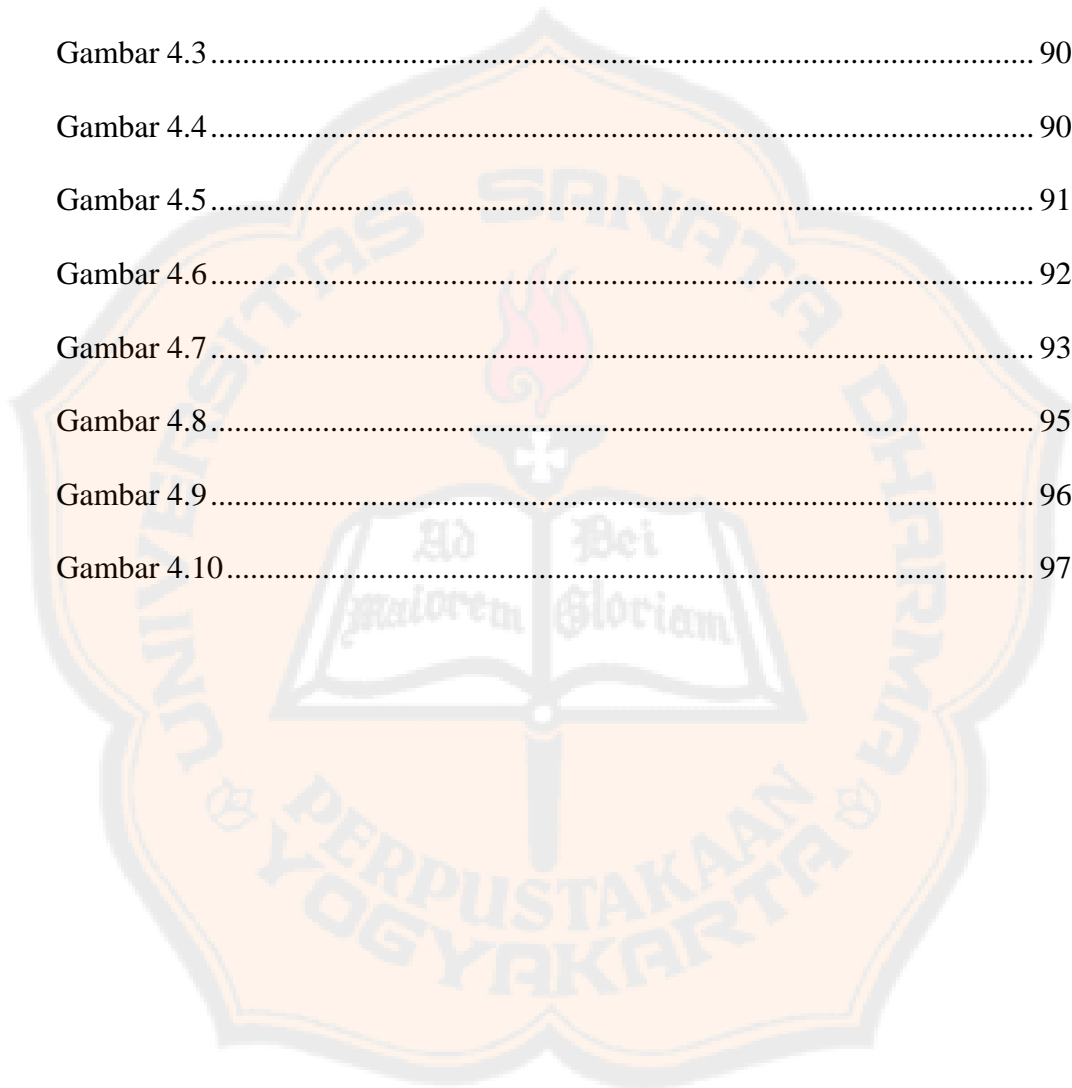 Gambar 4.3.......................................................................................................... 90
Gambar 4.4.......................................................................................................... 90
Gambar 4.5.......................................................................................................... 91
Gambar 4.6.......................................................................................................... 92
Gambar 4.7.......................................................................................................... 93
Gambar 4.8.......................................................................................................... 95
Gambar 4.9.......................................................................................................... 96
Gambar 4.10........................................................................................................ 97
UNIVERSITAS SANATA DHARMA
Ad Dei
Maiorem Gloriam
PERPUSTAKAAN
YOGYAKARTA